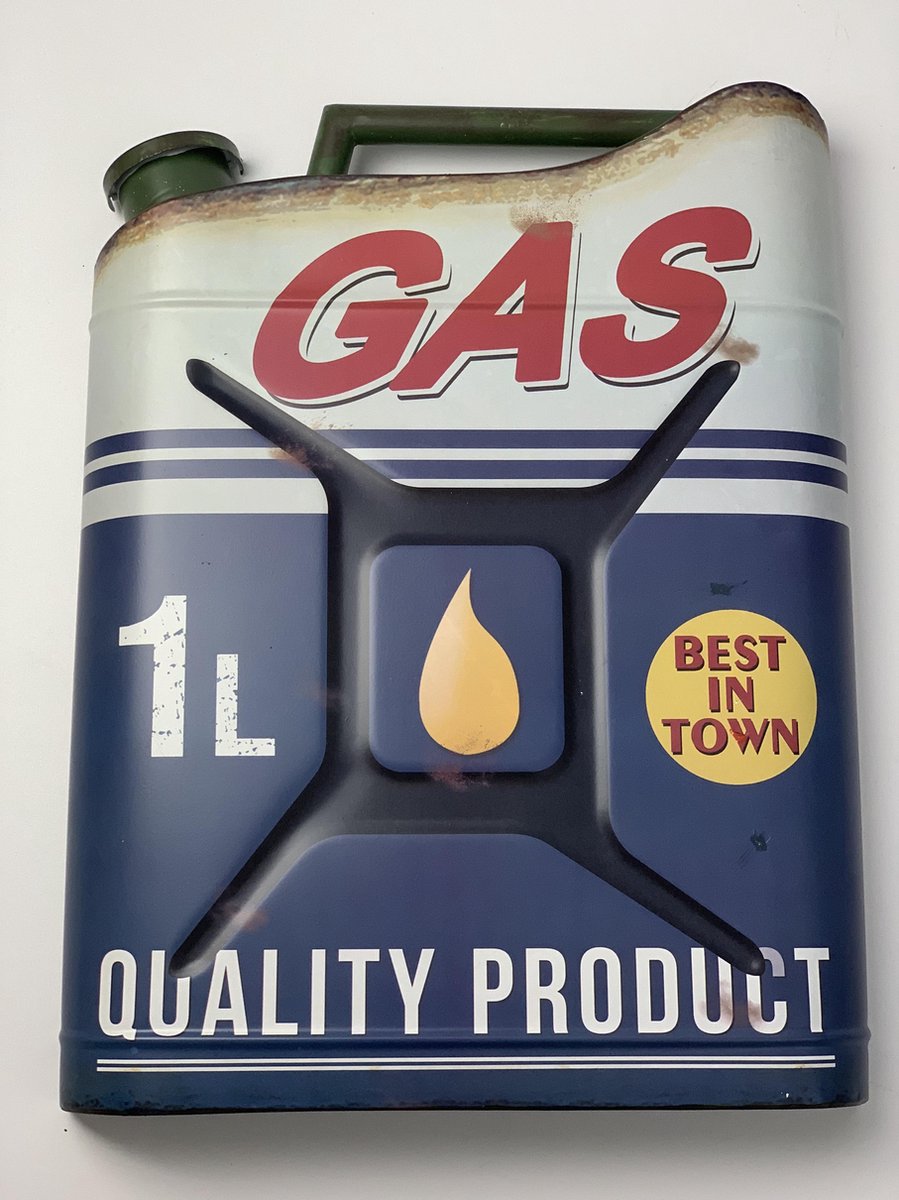 GAS
1L
BEST
IN
TOWN
QUALITY PRODUCT